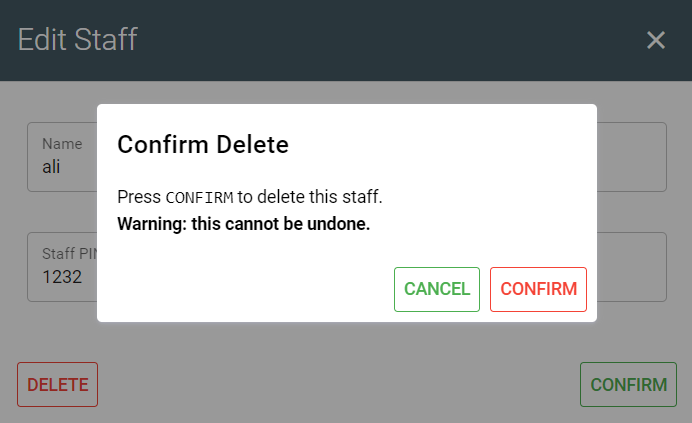 Edit Staff
Name
ali
Confirm Delete
Press CONFIRM to delete this staff.
Warning: this cannot be undone.
Staff PIN
1232
CANCEL CONFIRM
DELETE CONFIRM